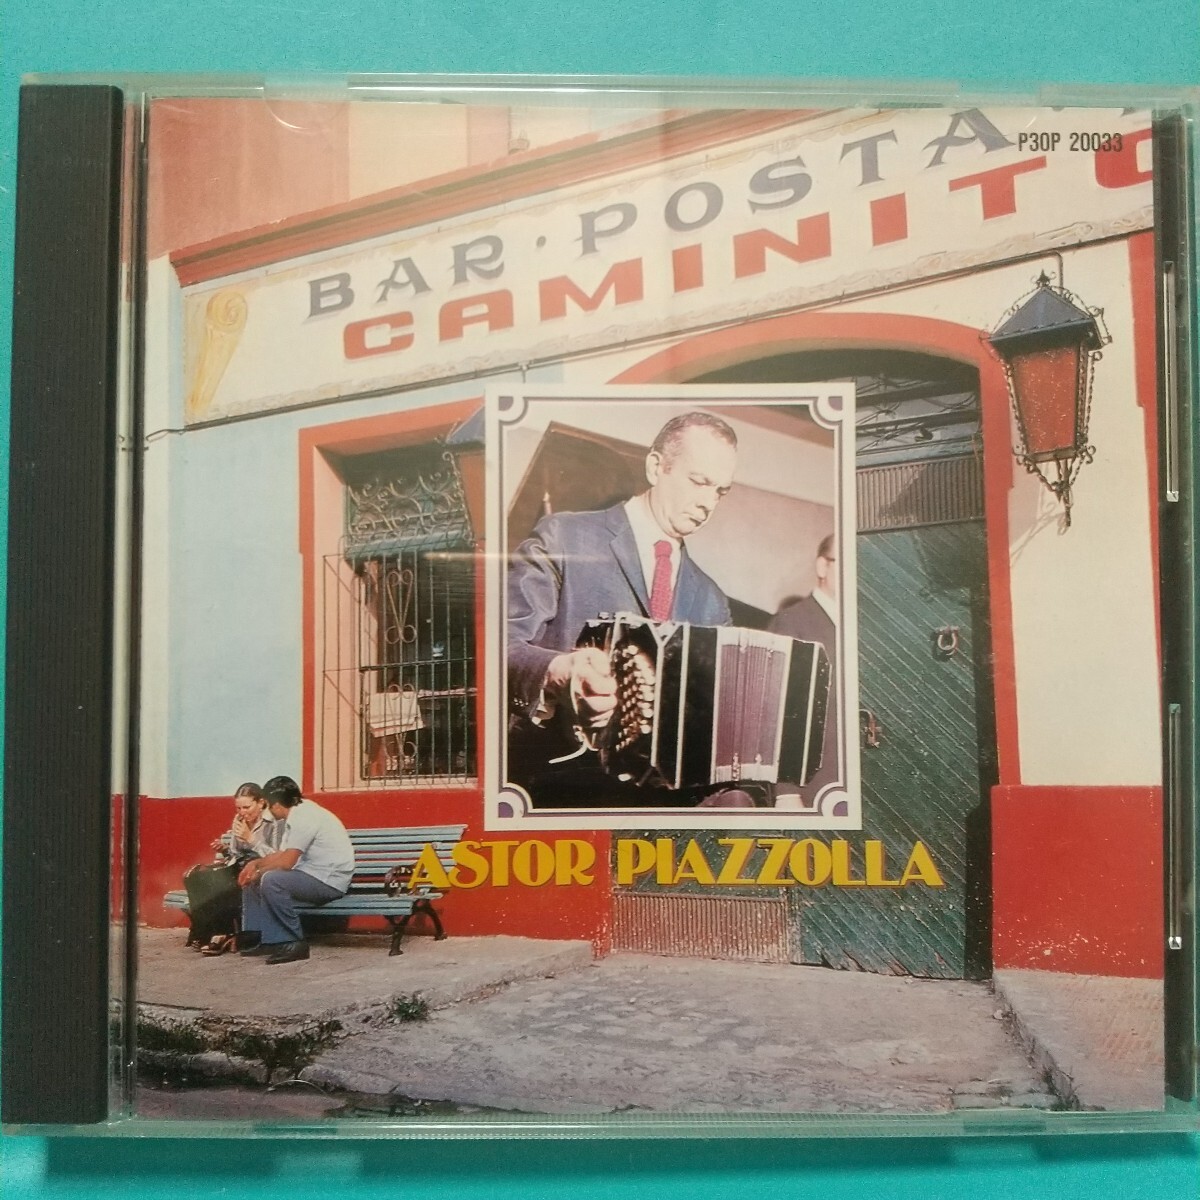 P30P 20033
BAR · POSTA ·
CAMINITO
ASTOR PIAZZOLLA